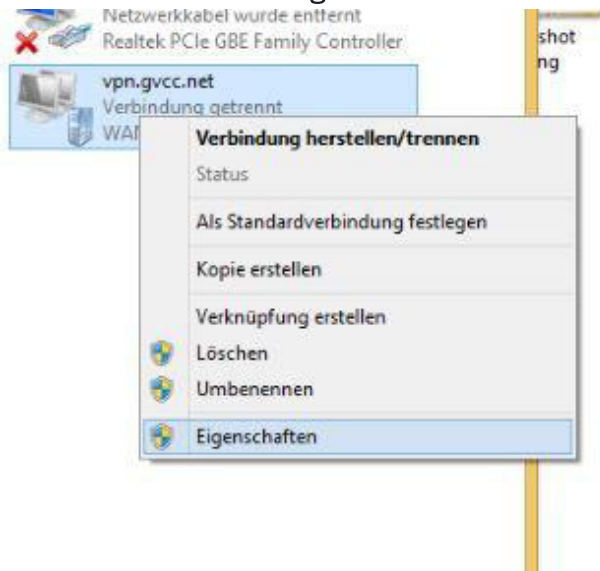 Netzwerkkabel wurde entfernt
Realtek PCIe GBE Family Controller
shot
ng
vpn.gvcc.net
Verbindung getrennt
WAN
Verbindung herstellen/trennen
Status
Als Standardverbindung festlegen
Kopie erstellen
Verknüpfung erstellen
Löschen
Umbenennen
Eigenschaften